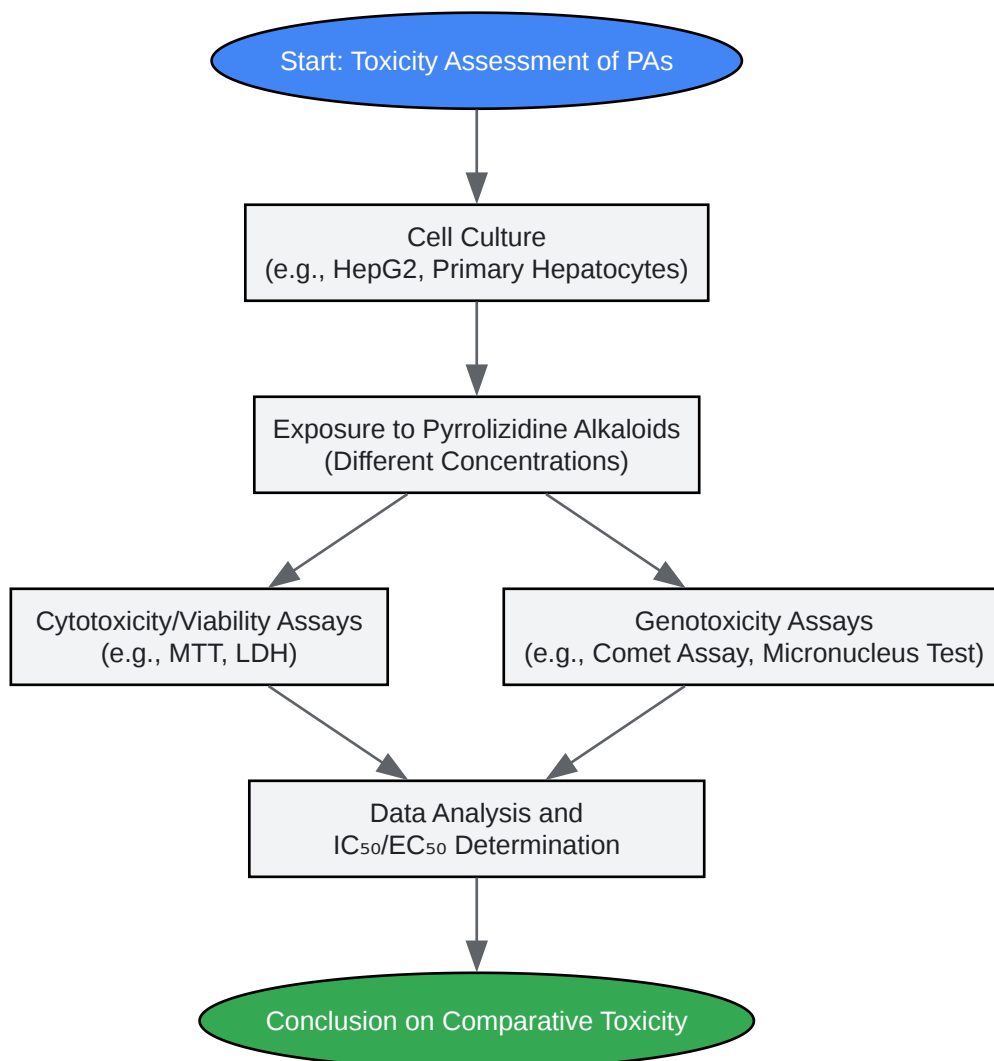 Start: Toxicity Assessment of PAs
Cell Culture
(e.g., HepG2, Primary Hepatocytes)
Exposure to Pyrrolizidine Alkaloids
(Different Concentrations)
Cytotoxicity/Viability Assays
(e.g., MTT, LDH)
Genotoxicity Assays
(e.g., Comet Assay, Micronucleus Test)
Data Analysis and
IC₅₀/EC₅₀ Determination
Conclusion on Comparative Toxicity